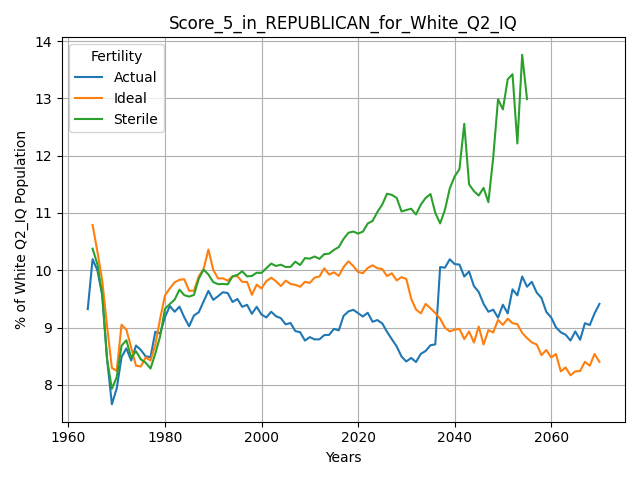 Score_5_in_REPUBLICAN_for_White_Q2_IQ
% of White Q2_IQ Population
14
13
12
11
10
9
8
Fertility
Actual
Ideal
Sterile
1960
1980
2000
2020
2040
2060
Years